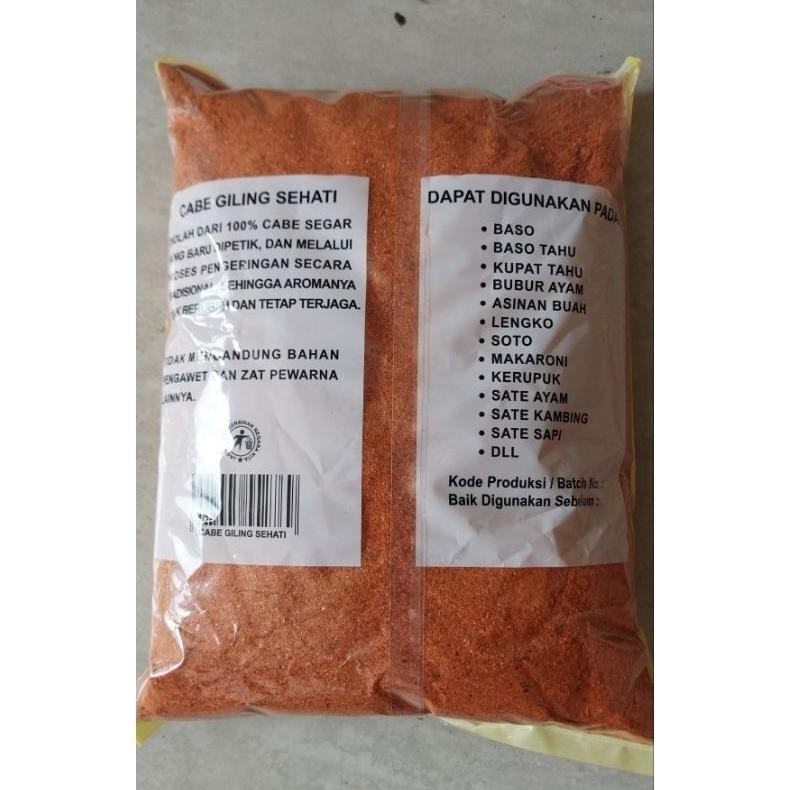 CABE GILING SEHATI
DIOLAH DARI 100% CABE SEGAR
YANG BARU DIPETIK, DAN MELALUI
PROSES PENGERINGAN SECARA
TRADISIONAL, SEHINGGA AROMANYA
BERUBAH DAN TETAP TERJAGA.
TIDAK MENGANDUNG BAHAN
PENGAWET DAN ZAT PEWARNA
LAINNYA.
CABE GILING SEHATI
DAPAT DIGUNAKAN PADA
• BASO
• BASO TAHU
• KUPAT TAHU
• BUBUR AYAM
• ASINAN BUAH
• LENGKO
• SOTO
• MAKARONI
• KERUPUK
• SATE AYAM
• SATE KAMBING
• SATE SAPI
• DLL
Kode Produksi / Batch No. :
Baik Digunakan Sebelum :